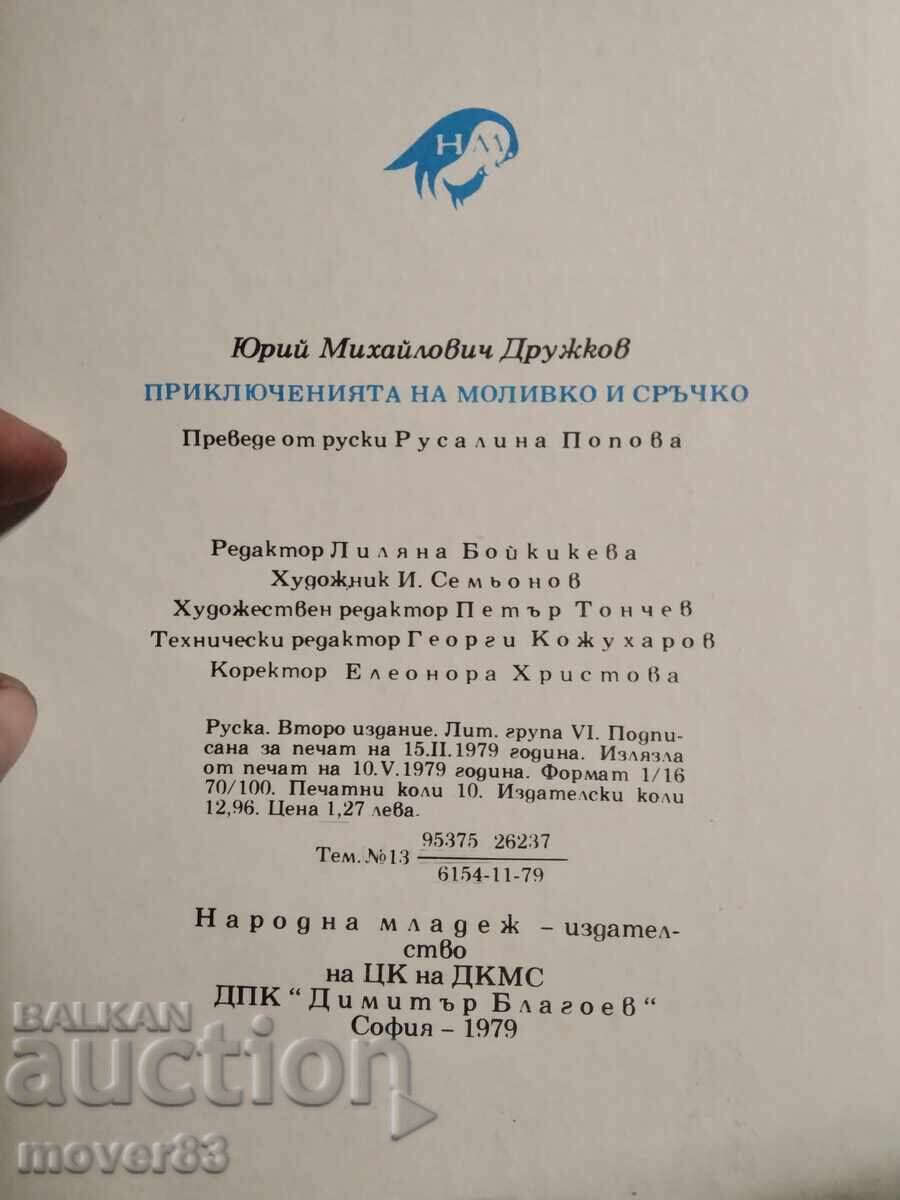 НМ
Юрий Михайлович Дружков
ПРИКЛЮЧЕНИЯТА НА МОЛИВКО И СРЪЧКО
Преведе от руски Русалина Попова
Редактор Лиляна Бойкикева
Художник И. Семьонов
Художествен редактор Петър Тончев
Технически редактор Георги Кожухаров
Коректор Елеонора Христова
Руска. Второ издание. Лит. група VI. Подпи-
сана за печат на 15.II.1979 година. Излязла
от печат на 10.V.1979 година. Формат 1/16
70/100. Печатни коли 10. Издателски коли
12,96. Цена 1,27 лева.
95375 26237
Тем. №13
6154-11-79
Народна младеж – издател-
ство
на ЦК на ДКМС
ДПК "Димитър Благоев"
София – 1979
BALKAN
auction
mover83